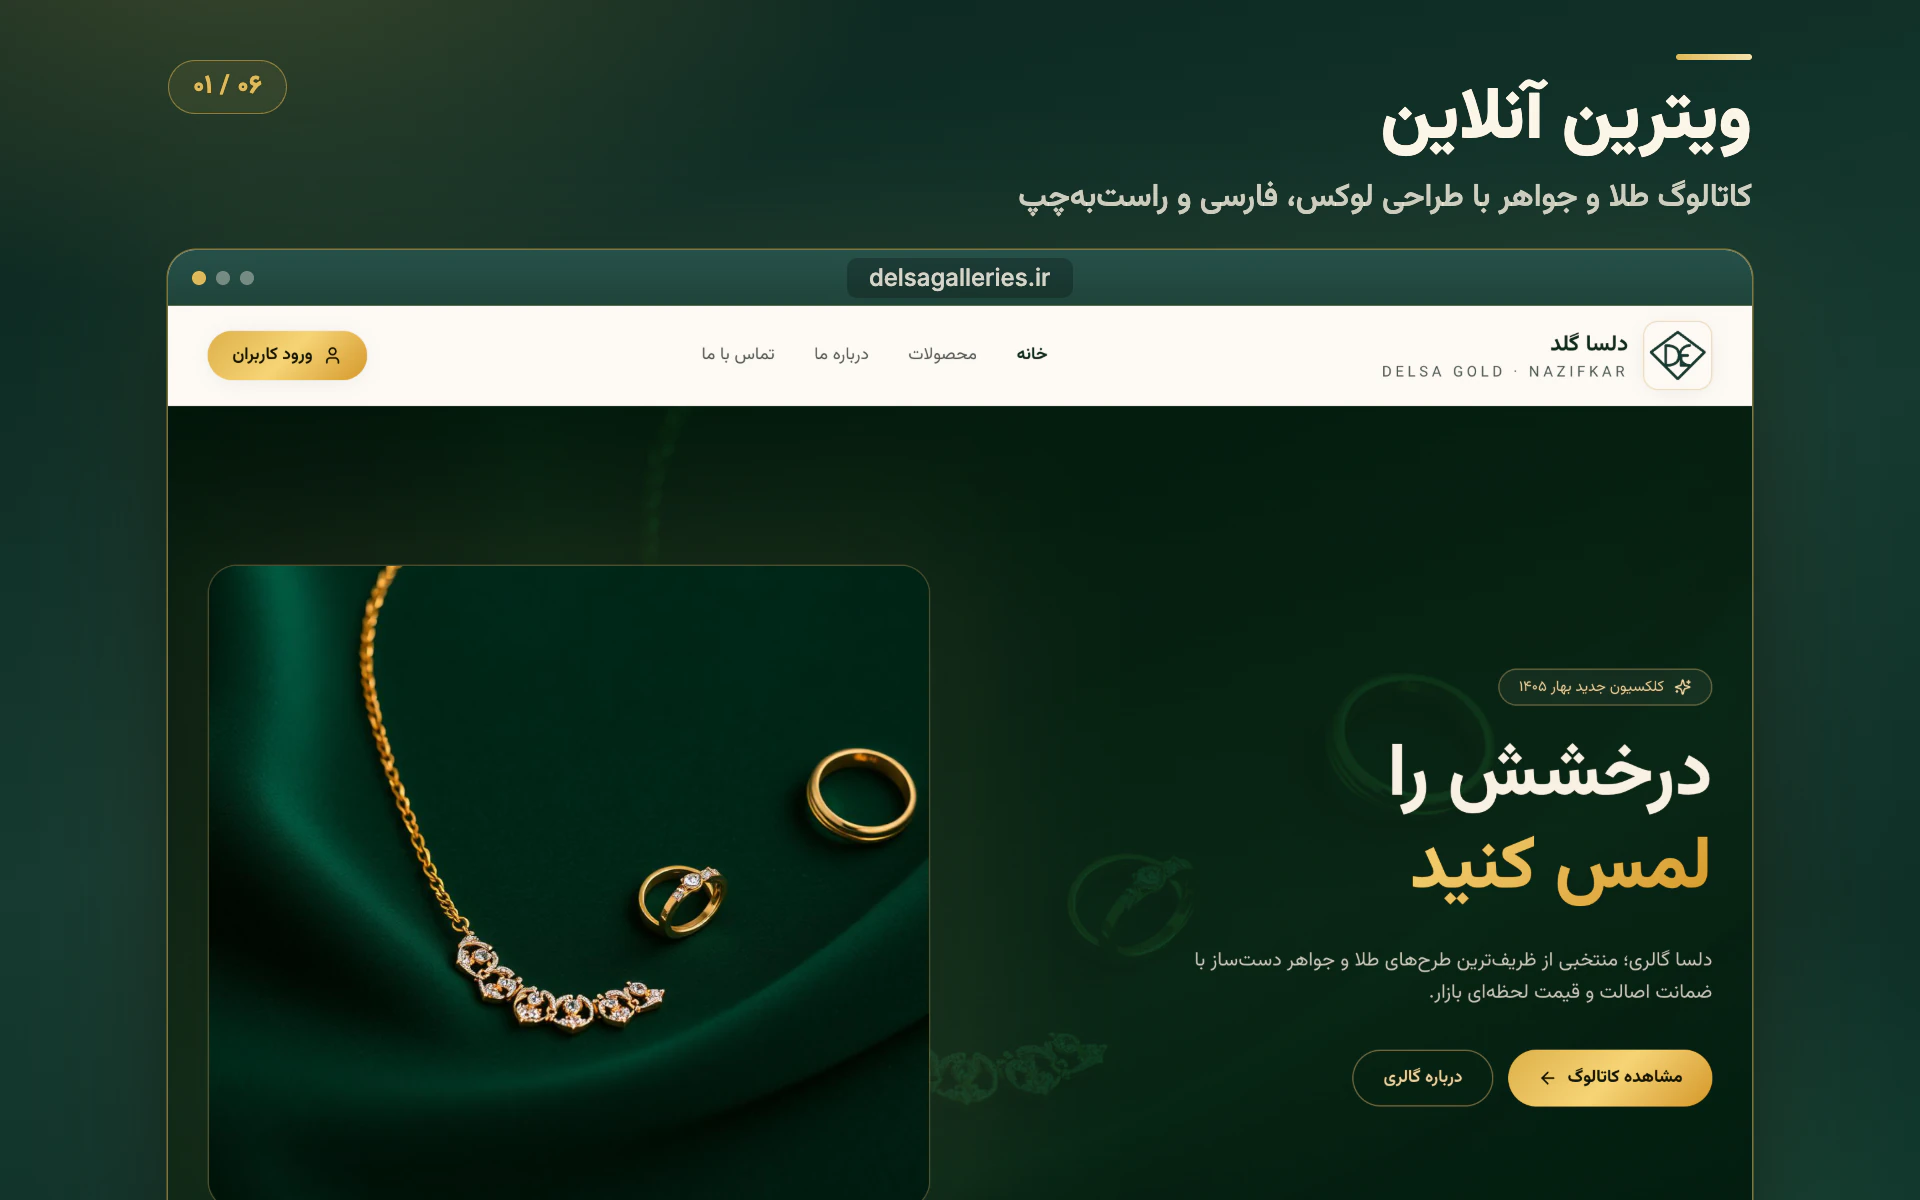 ۰۱ / ۰۶
ویترین آنلاین
کاتالوگ طلا و جواهر با طراحی لوکس، فارسی و راست‌به‌چپ
delsagalleries.ir
دلسا گلد
DELSA GOLD · NAZIFKAR
خانه
محصولات
درباره ما
تماس با ما
ورود کاربران
کلکسیون جدید بهار ۱۴۰۵
درخشش را
لمس کنید
دلسا گالری؛ منتخبی از ظریف‌ترین طرح‌های طلا و جواهر دست‌ساز با
ضمانت اصالت و قیمت لحظه‌ای بازار.
مشاهده کاتالوگ
درباره گالری